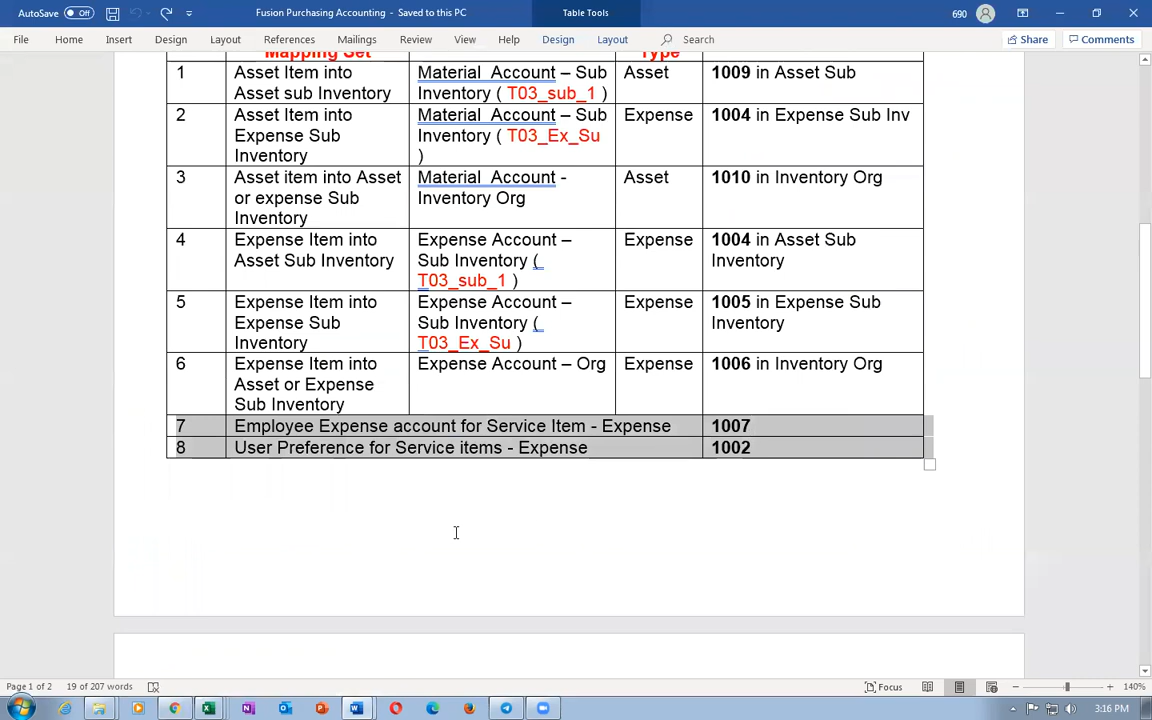 AutoSave Off
Fusion Purchasing Accounting - Saved to this PC
Table Tools
690
File Home Insert Design Layout References Mailings Review View Help Design Layout Search Share Comments
Mapping Set Type
1 Asset Item into Material Account – Sub Asset 1009 in Asset Sub
Asset sub Inventory Inventory ( T03_sub_1 )
2 Asset Item into Material Account – Sub Expense 1004 in Expense Sub Inv
Expense Sub Inventory ( T03_Ex_Su
Inventory )
3 Asset item into Asset Material Account - Asset 1010 in Inventory Org
or expense Sub Inventory Org
Inventory
4 Expense Item into Expense Account – Expense 1004 in Asset Sub
Asset Sub Inventory Sub Inventory ( Inventory
T03_sub_1 )
5 Expense Item into Expense Account – Expense 1005 in Expense Sub
Expense Sub Sub Inventory ( Inventory
Inventory T03_Ex_Su )
6 Expense Item into Expense Account – Org Expense 1006 in Inventory Org
Asset or Expense
Sub Inventory
7 Employee Expense account for Service Item - Expense 1007
8 User Preference for Service items - Expense 1002
Page 1 of 2 19 of 207 words Focus 140%
3:16 PM